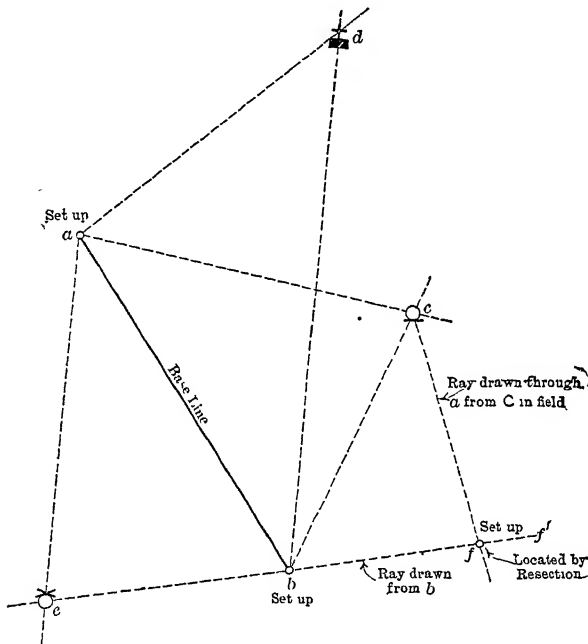 d
Set up
a
c
Base Line
Ray drawn through
a from C in field
Set up
f'
f
Located by
Resection
b
Ray drawn
from b
Set up
e